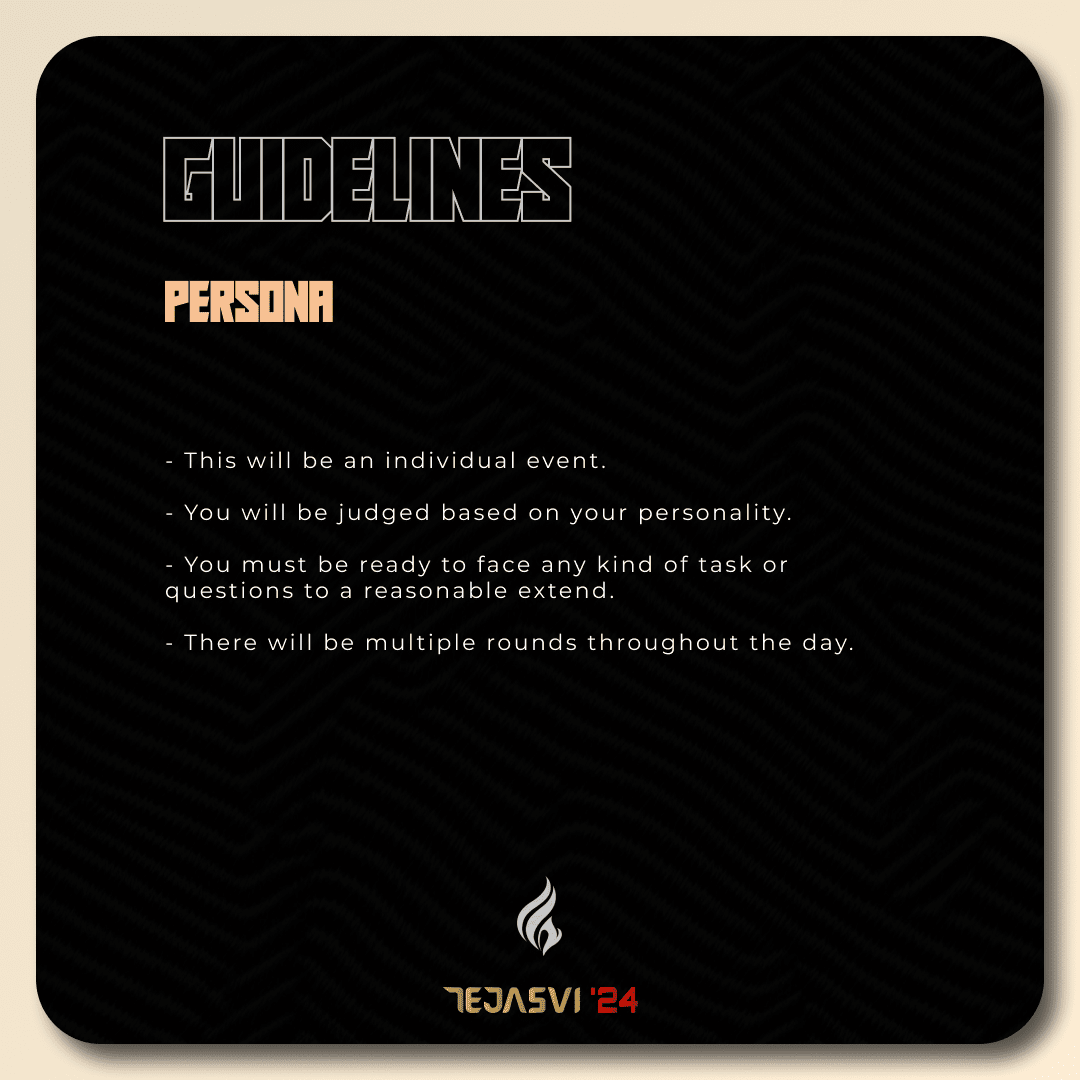 GUIDELINES
PERSONA
- This will be an individual event.
- You will be judged based on your personality.
- You must be ready to face any kind of task or
questions to a reasonable extend.
- There will be multiple rounds throughout the day.
TEJASVI '24